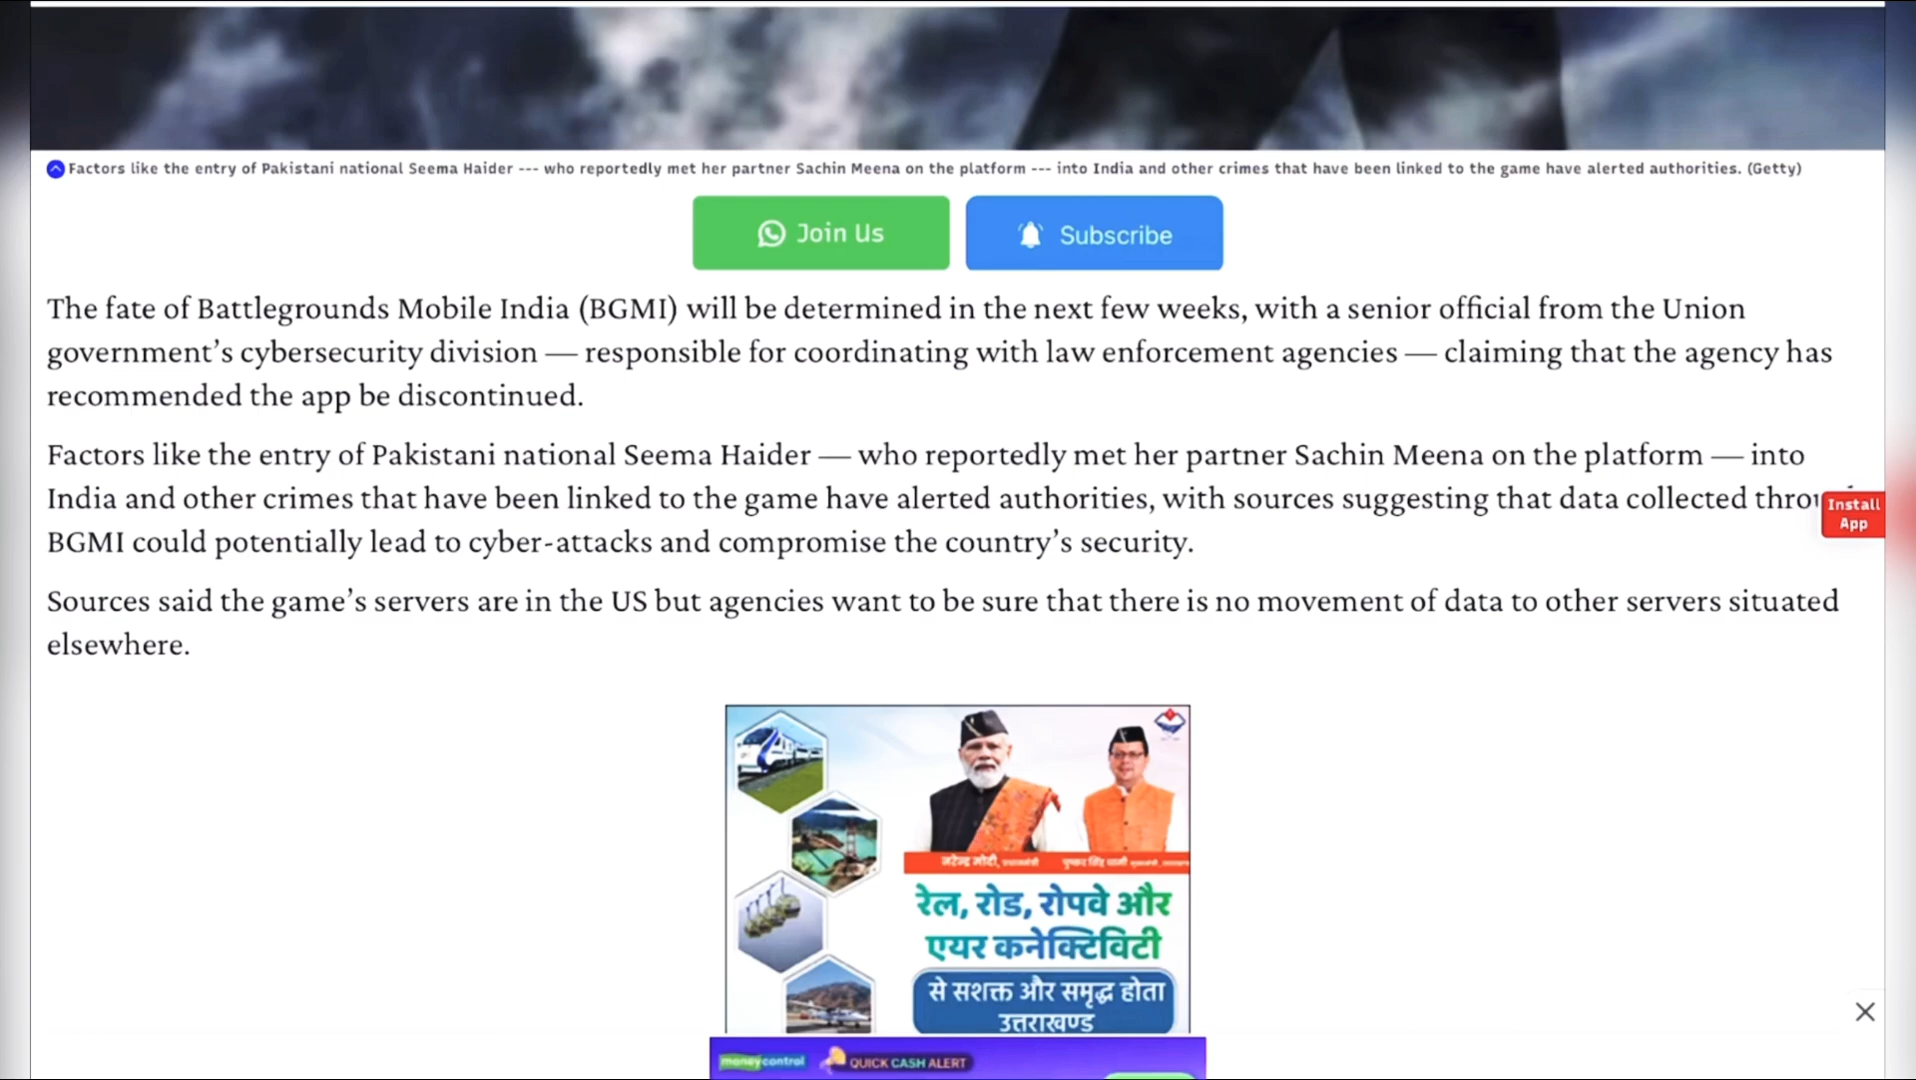 Factors like the entry of Pakistani national Seema Haider --- who reportedly met her partner Sachin Meena on the platform --- into India and other crimes that have been linked to the game have alerted authorities. (Getty)
Join Us
Subscribe
The fate of Battlegrounds Mobile India (BGMI) will be determined in the next few weeks, with a senior official from the Union
government’s cybersecurity division — responsible for coordinating with law enforcement agencies — claiming that the agency has
recommended the app be discontinued.
Factors like the entry of Pakistani national Seema Haider — who reportedly met her partner Sachin Meena on the platform — into
India and other crimes that have been linked to the game have alerted authorities, with sources suggesting that data collected
BGMI could potentially lead to cyber-attacks and compromise the country’s security.
Install
App
Sources said the game’s servers are in the US but agencies want to be sure that there is no movement of data to other servers situated
elsewhere.
नरेन्द्र मोदी, प्रधानमंत्री
पुष्कर सिंह धामी
रेल, रोड, रोपवे और
एयर कनेक्टिविटी
से सशक्त और समृद्ध होता
उत्तराखण्ड
moneycontrol
QUICK CASH ALERT